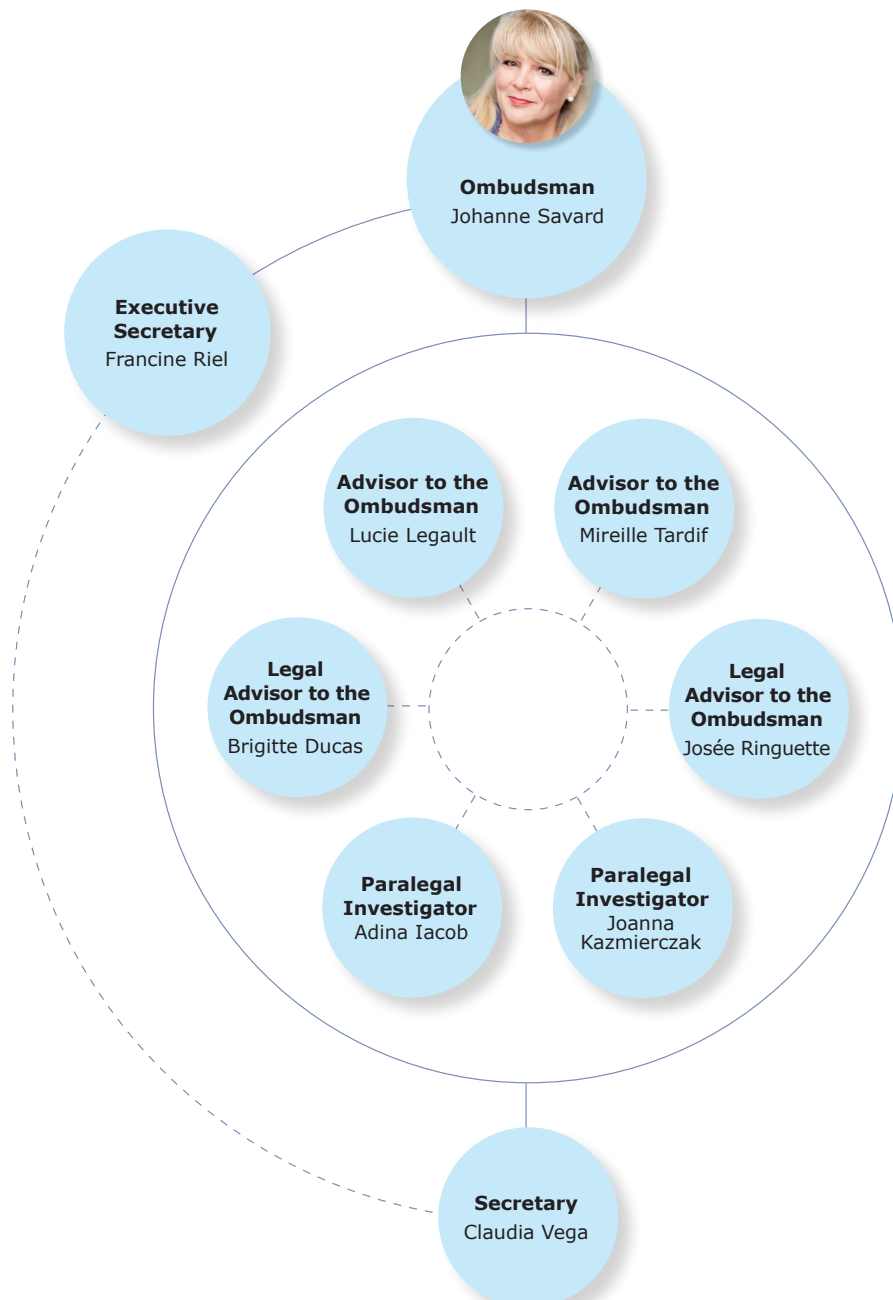 Ombudsman
Johanne Savard
Executive
Secretary
Francine Riel
Advisor to the
Ombudsman
Lucie Legault
Advisor to the
Ombudsman
Mireille Tardif
Legal
Advisor to the
Ombudsman
Brigitte Ducas
Legal
Advisor to the
Ombudsman
Josée Ringuette
Paralegal
Investigator
Adina Iacob
Paralegal
Investigator
Joanna
Kazmierczak
Secretary
Claudia Vega